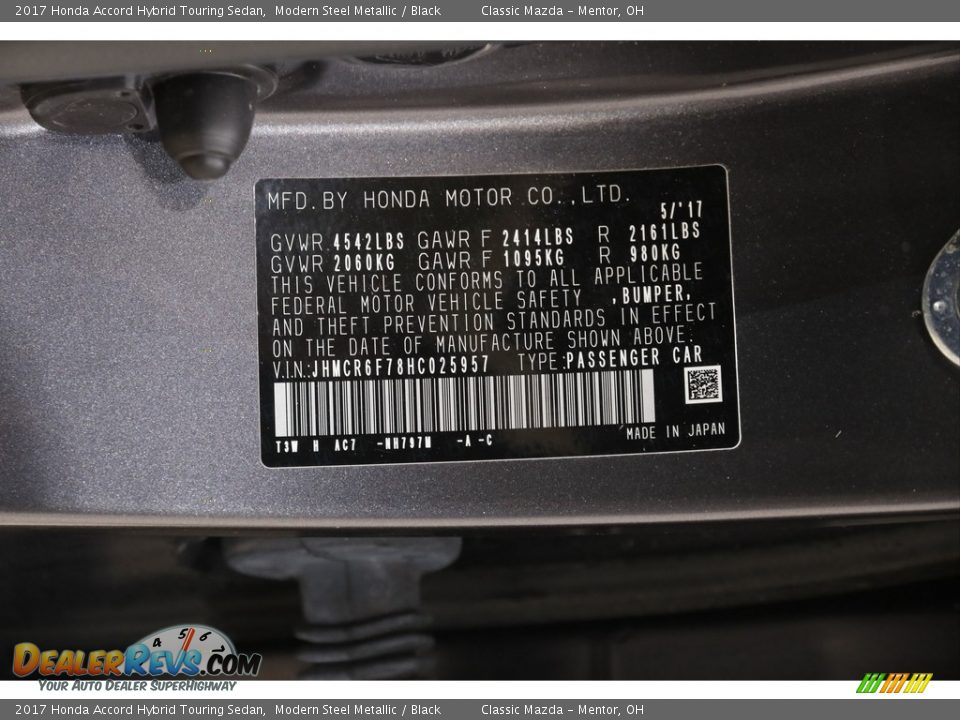 2017 Honda Accord Hybrid Touring Sedan, Modern Steel Metallic / Black Classic Mazda - Mentor, OH
MFD. BY HONDA MOTOR CO., LTD.
5/'17
GVWR 4542LBS GAWR F 2414LBS R 2161LBS
GVWR 2060KG GAWR F 1095KG R 980KG
THIS VEHICLE CONFORMS TO ALL APPLICABLE
FEDERAL MOTOR VEHICLE SAFETY ,BUMPER,
AND THEFT PREVENTION STANDARDS IN EFFECT
ON THE DATE OF MANUFACTURE SHOWN ABOVE.
V.I.N.:JHMCR6F78HC025957 TYPE:PASSENGER CAR
T3W H AC7 -NH797M -A -C
MADE IN JAPAN
4 5 6
DEALERREVS.COM
YOUR AUTO DEALER SUPERHIGHWAY
2017 Honda Accord Hybrid Touring Sedan, Modern Steel Metallic / Black Classic Mazda - Mentor, OH